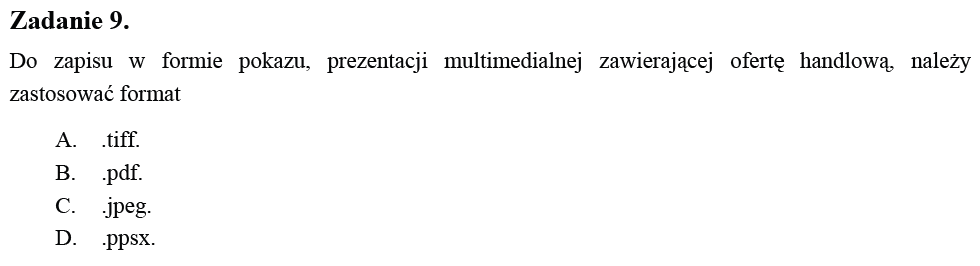 Zadanie 9.
Do zapisu w formie pokazu, prezentacji multimedialnej zawierającej ofertę handlową, należy
zastosować format
A. .tiff.
B. .pdf.
C. .jpeg.
D. .ppsx.